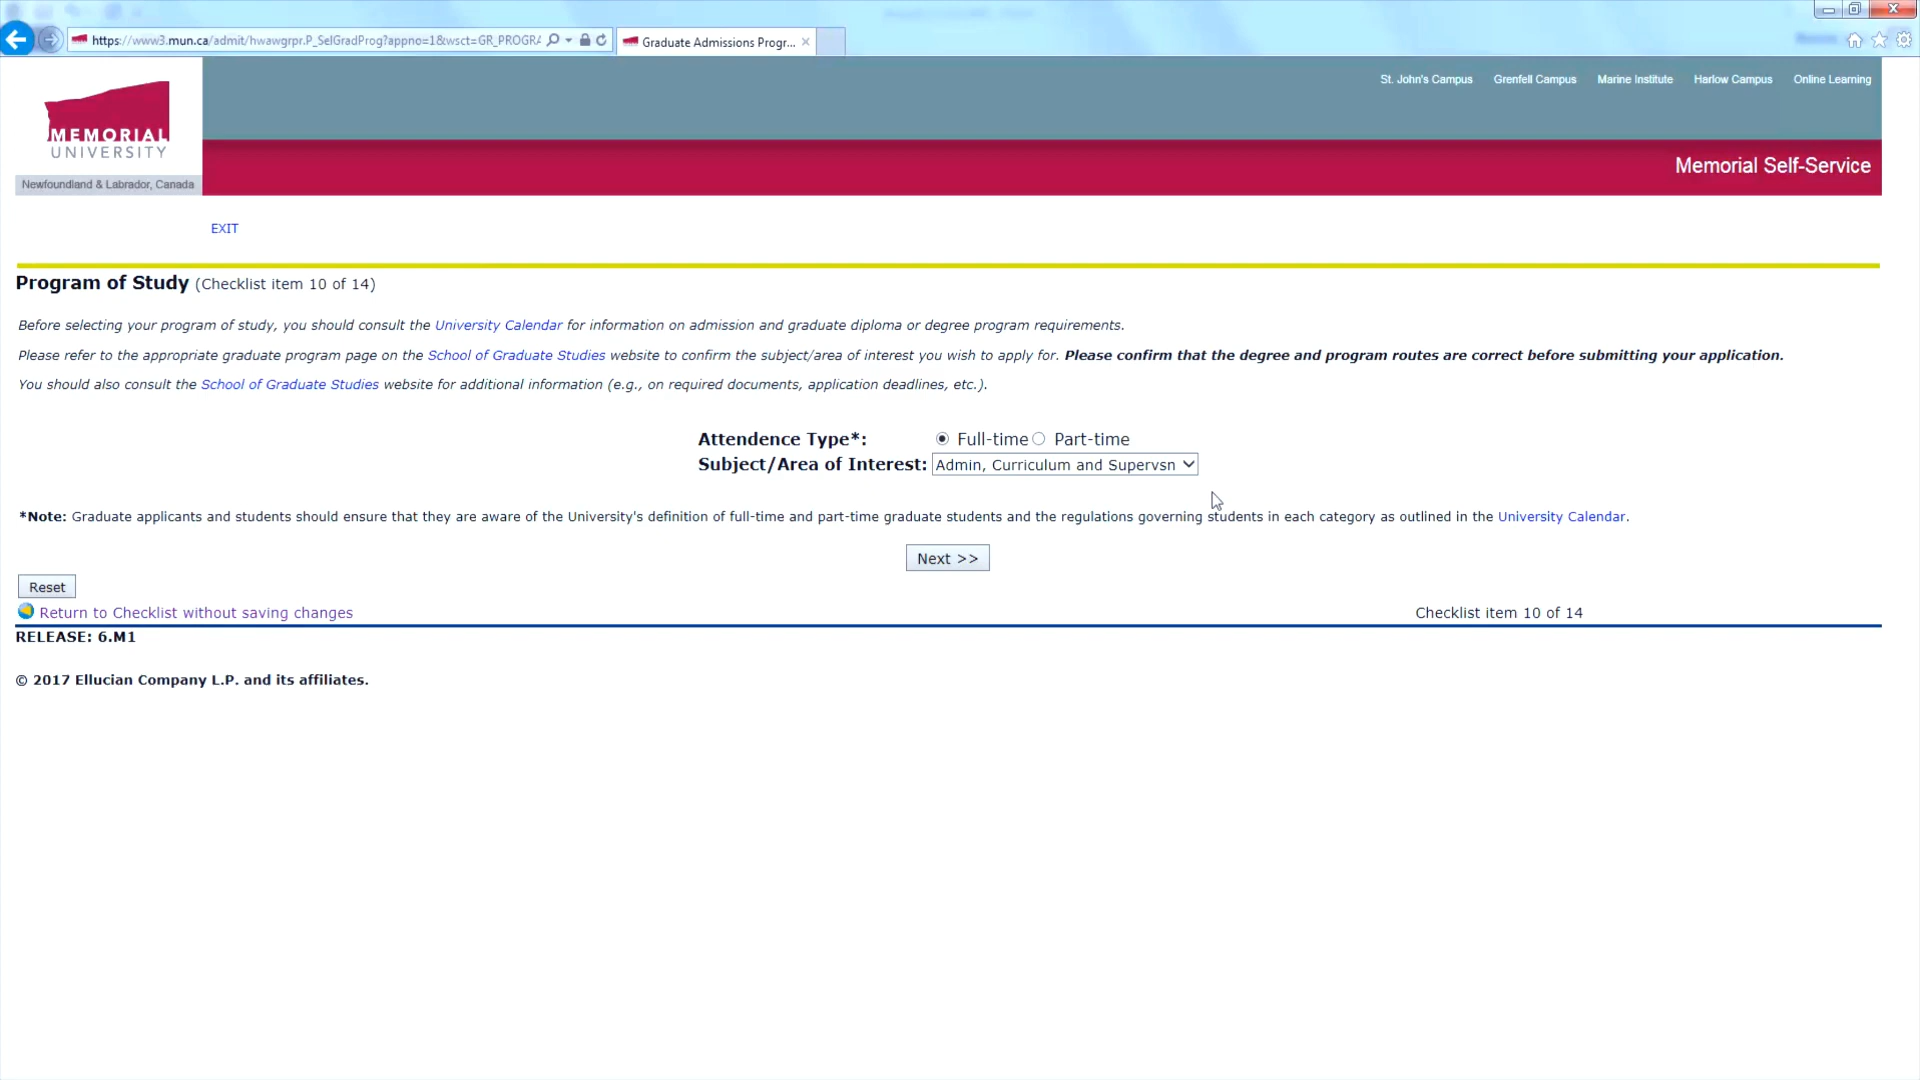 https://www3.mun.ca/admit/hwawgrpr.P_SelGradProg?appno=1&wsct=GR_PROGRA
Graduate Admissions Progr...
MEMORIAL
UNIVERSITY
Newfoundland & Labrador, Canada
St. John's Campus Grenfell Campus Marine Institute Harlow Campus Online Learning
Memorial Self-Service
EXIT
Program of Study (Checklist item 10 of 14)
Before selecting your program of study, you should consult the University Calendar for information on admission and graduate diploma or degree program requirements.
Please refer to the appropriate graduate program page on the School of Graduate Studies website to confirm the subject/area of interest you wish to apply for. Please confirm that the degree and program routes are correct before submitting your application.
You should also consult the School of Graduate Studies website for additional information (e.g., on required documents, application deadlines, etc.).
Attendence Type*: Full-time Part-time
Subject/Area of Interest: Admin, Curriculum and Supervsn
*Note: Graduate applicants and students should ensure that they are aware of the University's definition of full-time and part-time graduate students and the regulations governing students in each category as outlined in the University Calendar.
Next >>
Reset
Return to Checklist without saving changes
Checklist item 10 of 14
RELEASE: 6.M1
© 2017 Ellucian Company L.P. and its affiliates.